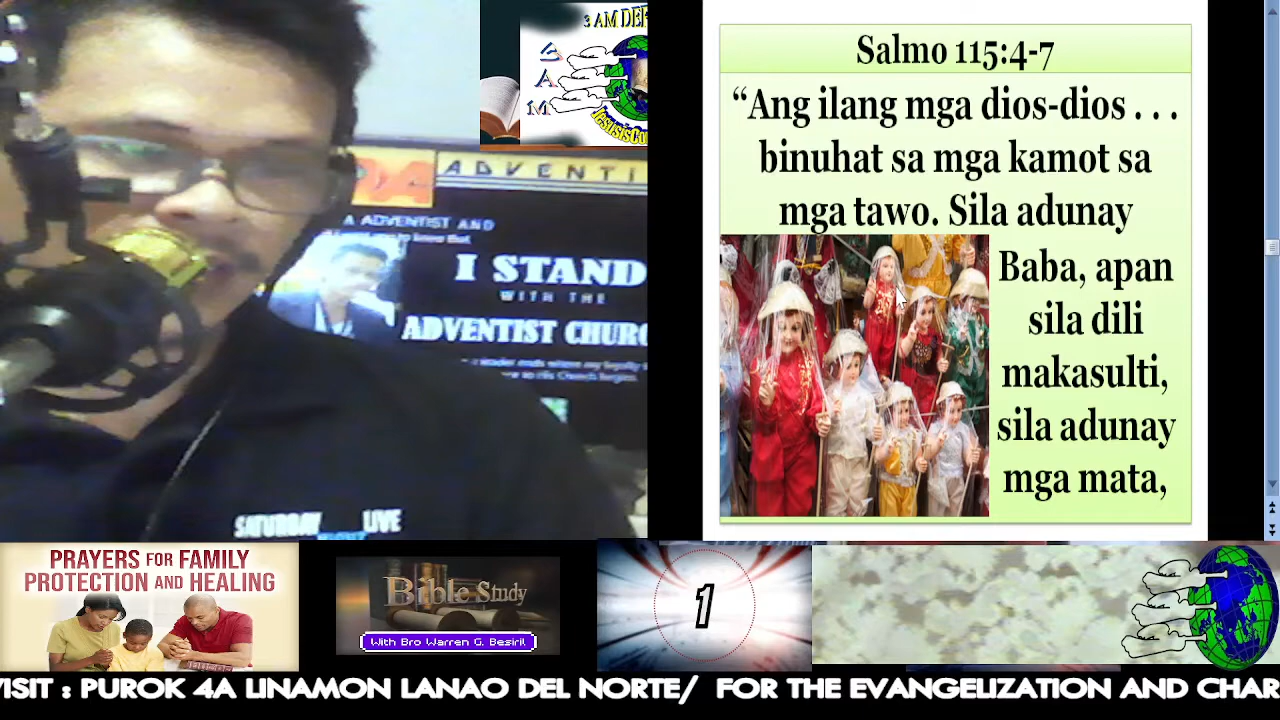 3 AM
S
A
M
ADVENTI
A ADVENTIST AND
I STAND
WITH THE
ADVENTIST CHURC
SATURDAY LIVE
Salmo 115:4-7
“Ang ilang mga dios-dios . . .
binuhat sa mga kamot sa
mga tawo. Sila adunay
Baba, apan
sila dili
makasulti,
sila adunay
mga mata,
PRAYERS FOR FAMILY
PROTECTION AND HEALING
Bible Study
With Bro Warren G. Besiril
1
VISIT : PUROK 4A LINAMON LANAO DEL NORTE/ FOR THE EVANGELIZATION AND CHAR